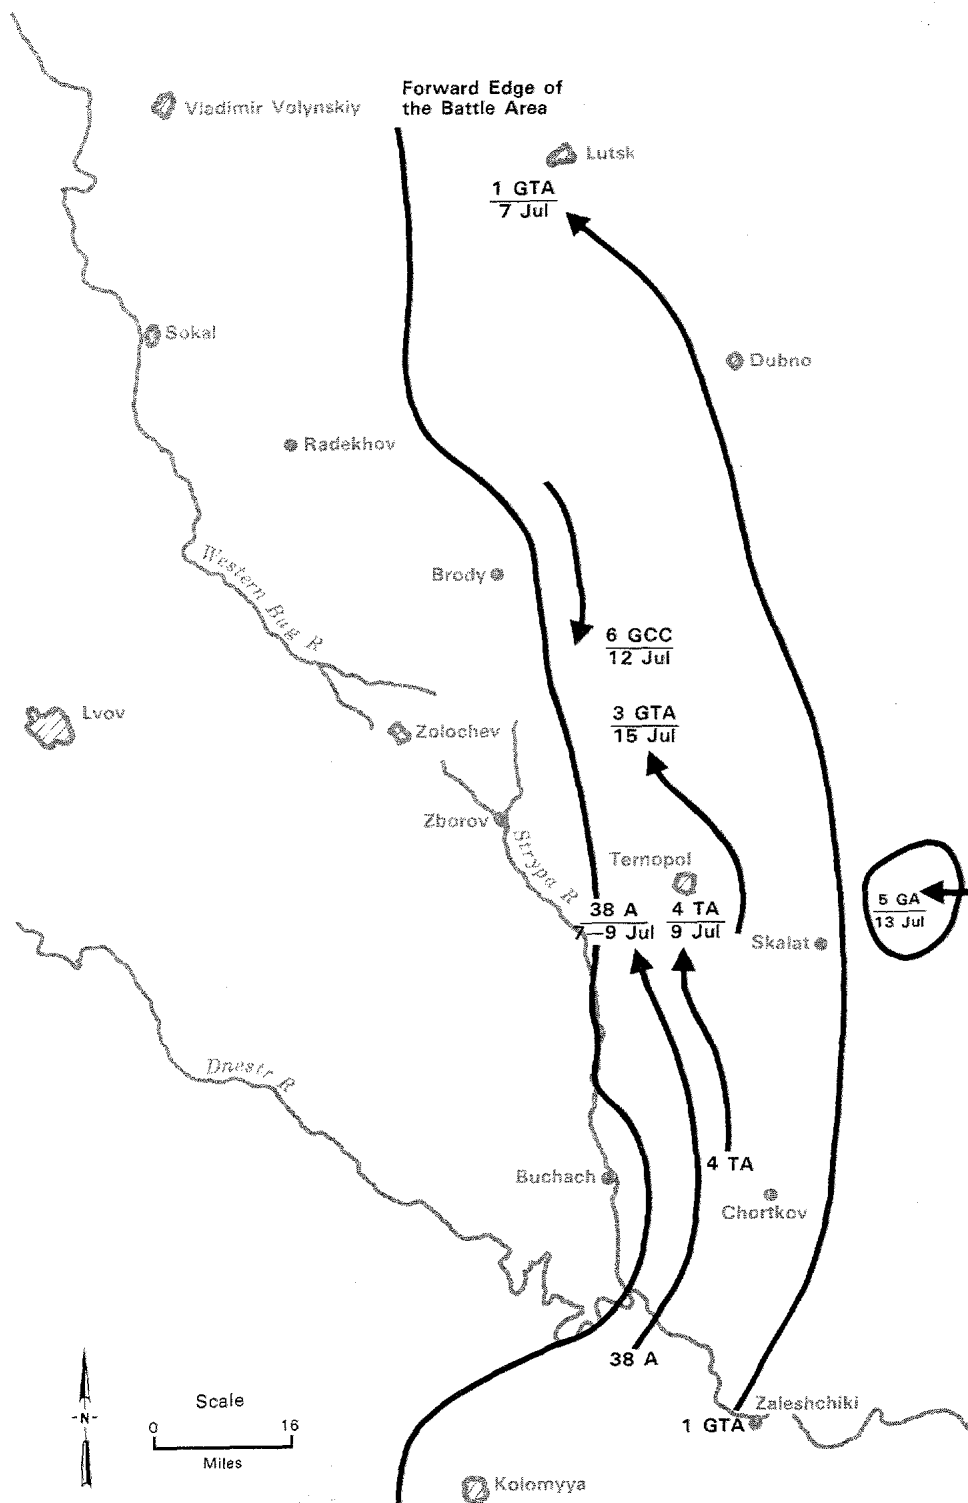 Forward Edge of
the Battle Area
Vladimir Volynskiy
Lutsk
1 GTA
7 Jul
Sokal
Dubno
Radekhov
Western Bug R
Brody
6 GCC
12 Jul
Lvov
3 GTA
15 Jul
Zolochev
Zborov
Strypa R
Ternopol
38 A
7—9 Jul
4 TA
9 Jul
5 GA
13 Jul
Skalat
Dnestr R
4 TA
Buchach
Chortkov
38 A
N
Scale
0 16
Miles
Zaleshchiki
1 GTA
Kolomyya